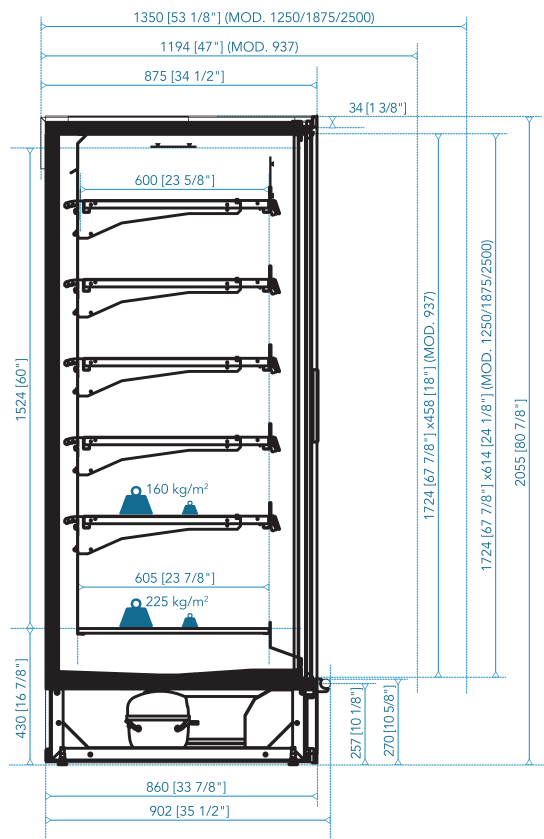 1350 [53 1/8"] (MOD. 1250/1875/2500)
1194 [47"] (MOD. 937)
875 [34 1/2"]
34 [1 3/8"]
600 [23 5/8"]
1524 [60"]
1724 [67 7/8"] x458 [18"] (MOD. 937)
1724 [67 7/8"] x614 [24 1/8"] (MOD. 1250/1875/2500)
2055 [80 7/8"]
160 kg/m²
605 [23 7/8"]
225 kg/m²
430 [16 7/8"]
257 [10 1/8"]
270 [10 5/8"]
860 [33 7/8"]
902 [35 1/2"]